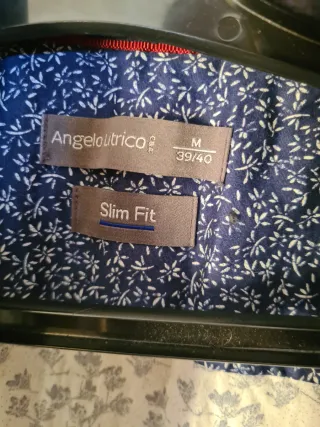 AngeloLitrico C&A
M
39/40
Slim Fit